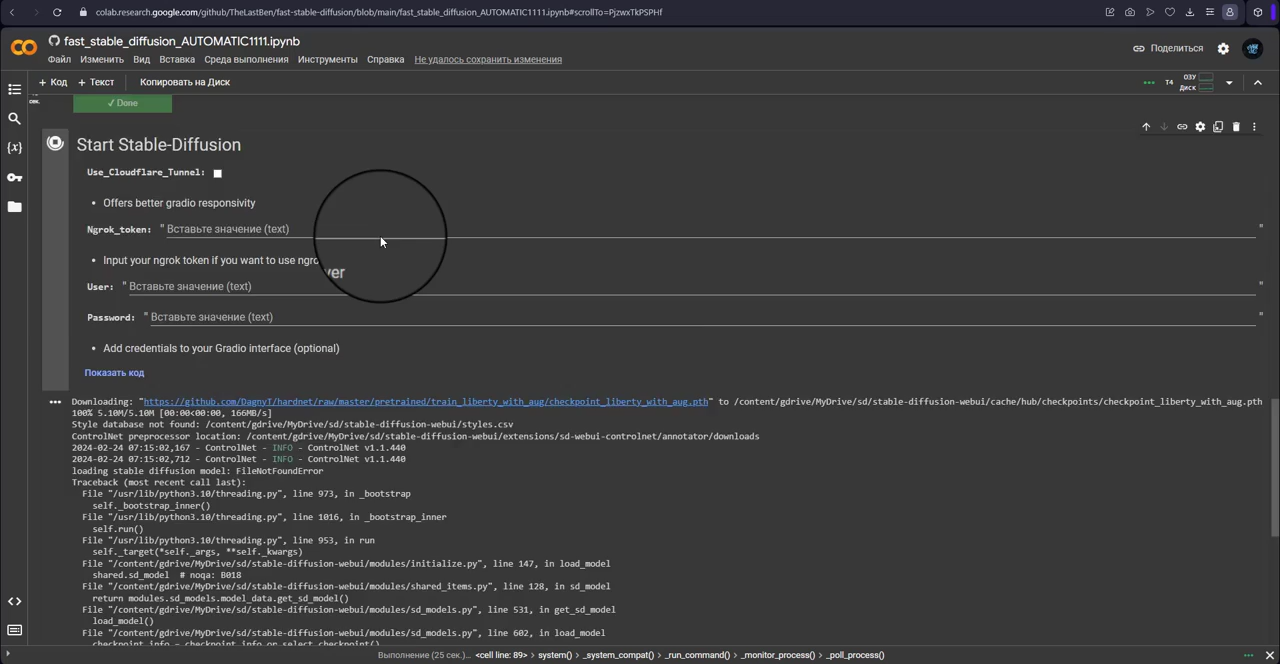 colab.research.google.com/github/TheLastBen/fast-stable-diffusion/blob/main/fast_stable_diffusion_AUTOMATIC1111.ipynb#scrollTo=PjzwxTkPSPHf
fast_stable_diffusion_AUTOMATIC1111.ipynb
Файл Изменить Вид Вставка Среда выполнения Инструменты Справка Не удалось сохранить изменения
Поделиться
+ Код + Текст Копировать на Диск
T4 ОЗУ
Диск
сек.
✓ Done
Start Stable-Diffusion
Use_Cloudflare_Tunnel:
• Offers better gradio responsivity
Ngrok_token: " Вставьте значение (text) "
• Input your ngrok token if you want to use ngro
ver
User: " Вставьте значение (text) "
Password: " Вставьте значение (text) "
• Add credentials to your Gradio interface (optional)
Показать код
Downloading: "https://github.com/DagnyT/hardnet/raw/master/pretrained/train_liberty_with_aug/checkpoint_liberty_with_aug.pth" to /content/gdrive/MyDrive/sd/stable-diffusion-webui/cache/hub/checkpoints/checkpoint_liberty_with_aug.pth
100% 5.10M/5.10M [00:00<00:00, 166MB/s]
Style database not found: /content/gdrive/MyDrive/sd/stable-diffusion-webui/styles.csv
ControlNet preprocessor location: /content/gdrive/MyDrive/sd/stable-diffusion-webui/extensions/sd-webui-controlnet/annotator/downloads
2024-02-24 07:15:02,167 - ControlNet - INFO - ControlNet v1.1.440
2024-02-24 07:15:02,712 - ControlNet - INFO - ControlNet v1.1.440
loading stable diffusion model: FileNotFoundError
Traceback (most recent call last):
File "/usr/lib/python3.10/threading.py", line 973, in _bootstrap
self._bootstrap_inner()
File "/usr/lib/python3.10/threading.py", line 1016, in _bootstrap_inner
self.run()
File "/usr/lib/python3.10/threading.py", line 953, in run
self._target(*self._args, **self._kwargs)
File "/content/gdrive/MyDrive/sd/stable-diffusion-webui/modules/initialize.py", line 147, in load_model
shared.sd_model # noqa: B018
File "/content/gdrive/MyDrive/sd/stable-diffusion-webui/modules/shared_items.py", line 128, in sd_model
return modules.sd_models.model_data.get_sd_model()
File "/content/gdrive/MyDrive/sd/stable-diffusion-webui/modules/sd_models.py", line 531, in get_sd_model
load_model()
File "/content/gdrive/MyDrive/sd/stable-diffusion-webui/modules/sd_models.py", line 602, in load_model
checkpoint_info = checkpoint_info or select_checkpoint()
Выполнение (25 сек.)... <cell line: 89> > system() > _system_compat() > _run_command() > _monitor_process() > _poll_process()